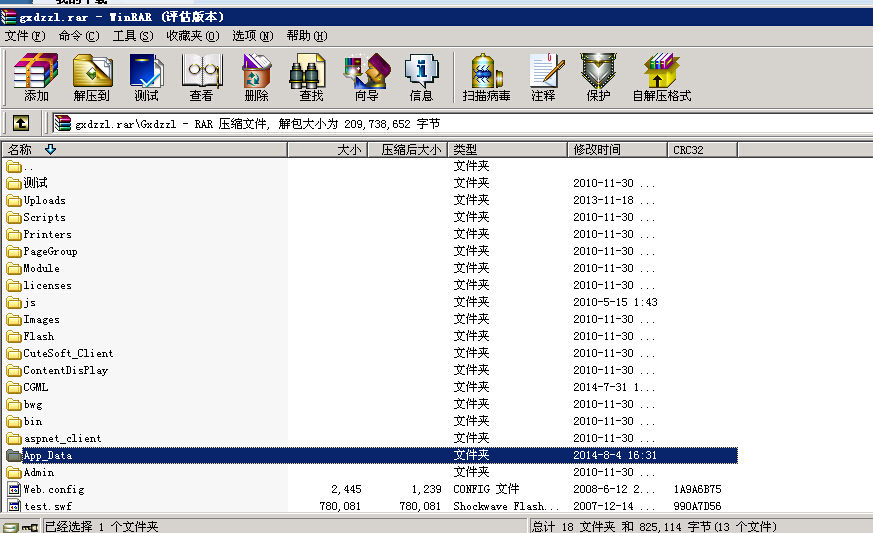 gxdzzl.rar - WinRAR (评估版本)
文件(F) 命令(C) 工具(S) 收藏夹(O) 选项(N) 帮助(H)
添加 解压到 测试 查看 删除 查找 向导 信息 扫描病毒 注释 保护 自解压格式
gxdzzl.rar\Gxdzzl - RAR 压缩文件, 解包大小为 209,738,652 字节
名称 大小 压缩后大小 类型 修改时间 CRC32
.. 文件夹
测试 文件夹 2010-11-30 ...
Uploads 文件夹 2013-11-18 ...
Scripts 文件夹 2010-11-30 ...
Printers 文件夹 2010-11-30 ...
PageGroup 文件夹 2010-11-30 ...
Module 文件夹 2010-11-30 ...
licenses 文件夹 2010-11-30 ...
js 文件夹 2010-5-15 1:43
Images 文件夹 2010-11-30 ...
Flash 文件夹 2010-11-30 ...
CuteSoft_Client 文件夹 2010-11-30 ...
ContentDisPlay 文件夹 2010-11-30 ...
CGML 文件夹 2014-7-31 1...
bwg 文件夹 2010-11-30 ...
bin 文件夹 2010-11-30 ...
aspnet_client 文件夹 2010-11-30 ...
App_Data 文件夹 2014-8-4 16:31
Admin 文件夹 2010-11-30 ...
Web.config 2,445 1,239 CONFIG 文件 2008-6-12 2... 1A9A6B75
test.swf 780,081 780,081 Shockwave Flash... 2007-12-14 ... 990A7D56
已经选择 1 个文件夹 总计 18 文件夹 和 825,114 字节(13 个文件)